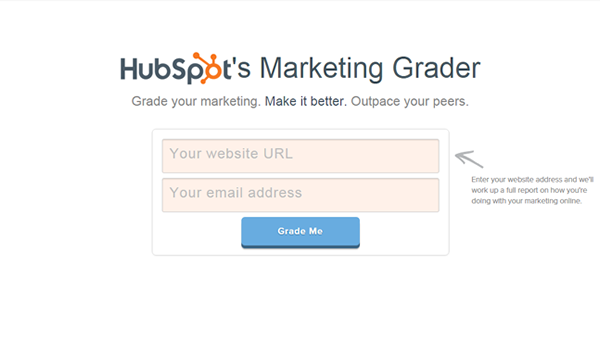 HubSpot's Marketing Grader
Grade your marketing. Make it better. Outpace your peers.
Your website URL
Your email address
Grade Me
Enter your website address and we'll
work up a full report on how you're
doing with your marketing online.